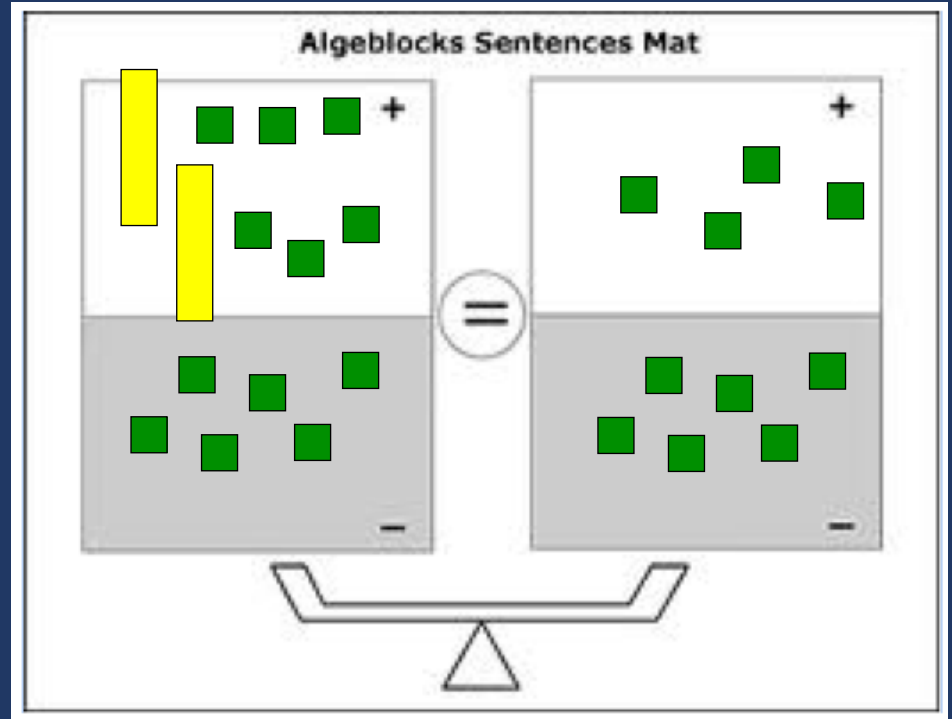 Algeblocks Sentences Mat
+ +
=
− −